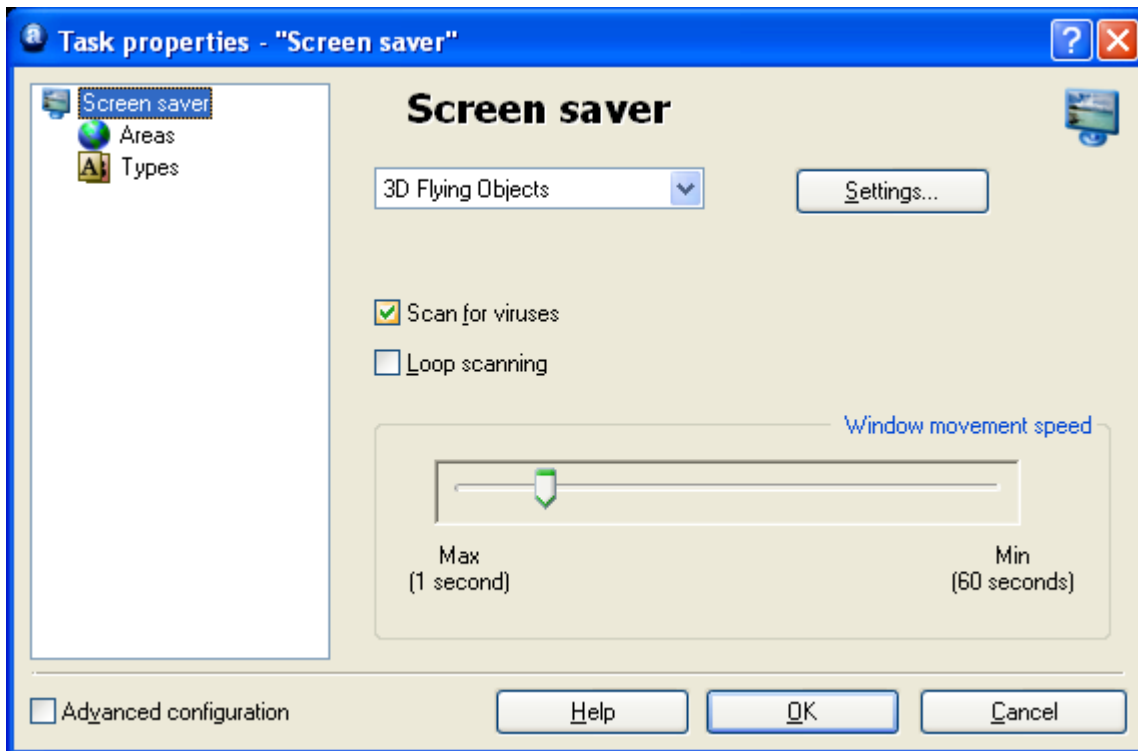 Task properties - "Screen saver"
Screen saver
Areas
Types
Screen saver
3D Flying Objects
Settings...
Scan for viruses
Loop scanning
Window movement speed
Max
(1 second)
Min
(60 seconds)
Advanced configuration
Help
OK
Cancel